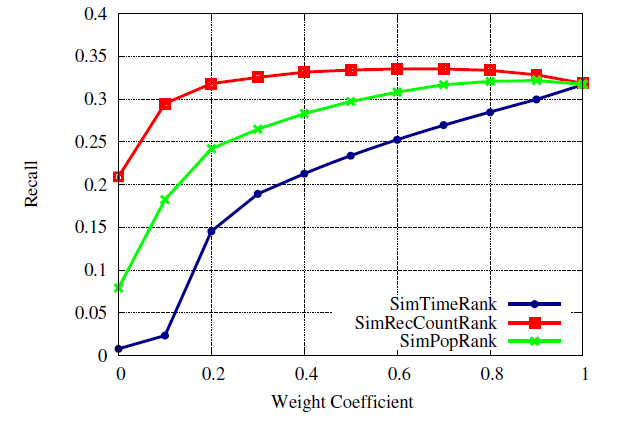 0.4
0.35
0.3
0.25
0.2
0.15
0.1
0.05
0
Recall
SimTimeRank
SimRecCountRank
SimPopRank
0 0.2 0.4 0.6 0.8 1
Weight Coefficient